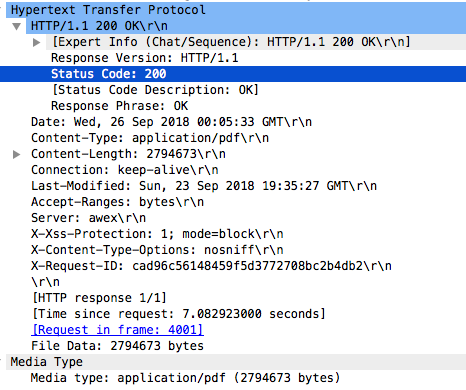 Hypertext Transfer Protocol
HTTP/1.1 200 OK\r\n
[Expert Info (Chat/Sequence): HTTP/1.1 200 OK\r\n]
Response Version: HTTP/1.1
Status Code: 200
[Status Code Description: OK]
Response Phrase: OK
Date: Wed, 26 Sep 2018 00:05:33 GMT\r\n
Content-Type: application/pdf\r\n
Content-Length: 2794673\r\n
Connection: keep-alive\r\n
Last-Modified: Sun, 23 Sep 2018 19:35:27 GMT\r\n
Accept-Ranges: bytes\r\n
Server: awex\r\n
X-Xss-Protection: 1; mode=block\r\n
X-Content-Type-Options: nosniff\r\n
X-Request-ID: cad96c56148459f5d3772708bc2b4db2\r\n
\r\n
[HTTP response 1/1]
[Time since request: 7.082923000 seconds]
[Request in frame: 4001]
File Data: 2794673 bytes
Media Type
Media type: application/pdf (2794673 bytes)